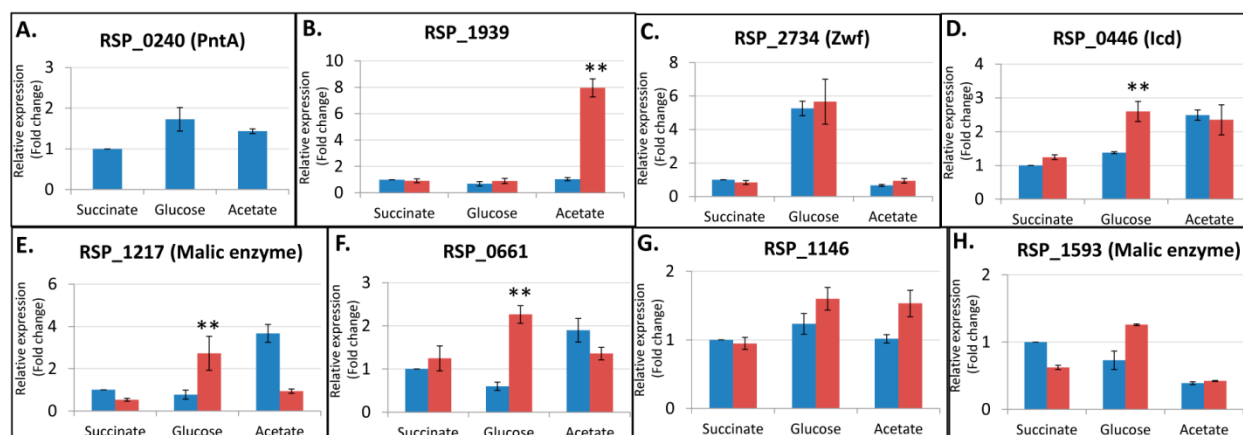 A.
RSP_0240 (PntA)
Relative expression
(Fold change)
3
2
1
0
Succinate Glucose Acetate
B.
RSP_1939
Relative expression
(Fold change)
10
8
6
4
2
0
**
Succinate Glucose Acetate
C.
RSP_2734 (Zwf)
Relative expression
(Fold change)
8
6
4
2
0
Succinate Glucose Acetate
D.
RSP_0446 (Icd)
Relative expression
(Fold change)
4
3
2
1
0
**
Succinate Glucose Acetate
E.
RSP_1217 (Malic enzyme)
Relative expression
(Fold change)
6
4
2
0
**
Succinate Glucose Acetate
F.
RSP_0661
Relative expression
(Fold change)
3
2
1
0
**
Succinate Glucose Acetate
G.
RSP_1146
Relative expression
(Fold change)
2
1
0
Succinate Glucose Acetate
H.
RSP_1593 (Malic enzyme)
Relative expression
(Fold change)
2
1
0
Succinate Glucose Acetate